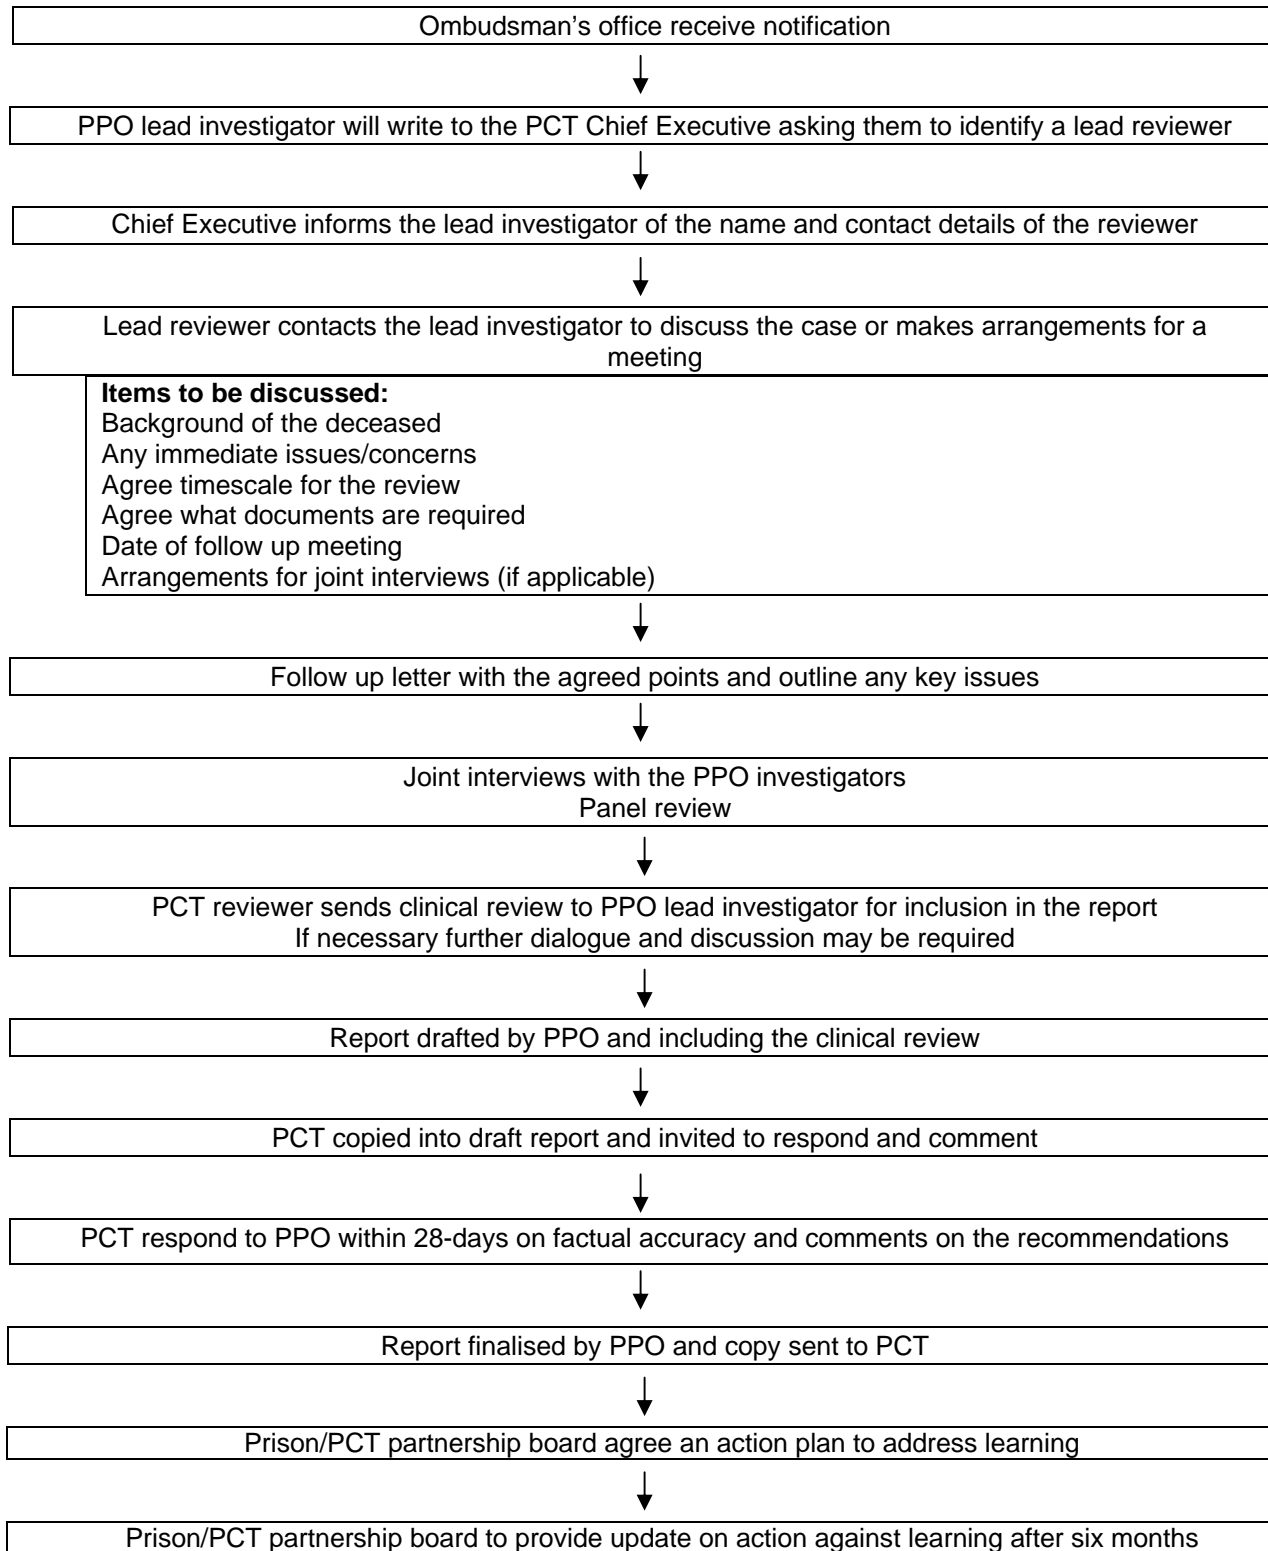 Ombudsman's office receive notification
PPO lead investigator will write to the PCT Chief Executive asking them to identify a lead reviewer
Chief Executive informs the lead investigator of the name and contact details of the reviewer
Lead reviewer contacts the lead investigator to discuss the case or makes arrangements for a
meeting
Items to be discussed:
Background of the deceased
Any immediate issues/concerns
Agree timescale for the review
Agree what documents are required
Date of follow up meeting
Arrangements for joint interviews (if applicable)
Follow up letter with the agreed points and outline any key issues
Joint interviews with the PPO investigators
Panel review
PCT reviewer sends clinical review to PPO lead investigator for inclusion in the report
If necessary further dialogue and discussion may be required
Report drafted by PPO and including the clinical review
PCT copied into draft report and invited to respond and comment
PCT respond to PPO within 28-days on factual accuracy and comments on the recommendations
Report finalised by PPO and copy sent to PCT
Prison/PCT partnership board agree an action plan to address learning
Prison/PCT partnership board to provide update on action against learning after six months